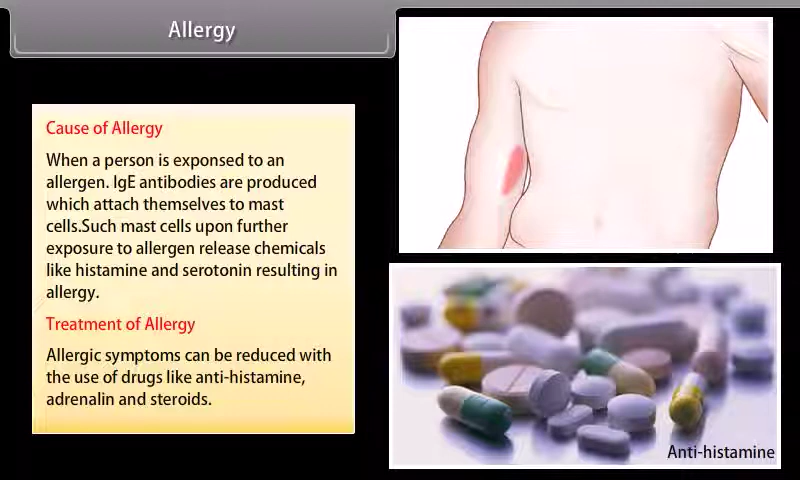 Allergy
Cause of Allergy
When a person is exponsed to an
allergen. IgE antibodies are produced
which attach themselves to mast
cells.Such mast cells upon further
exposure to allergen release chemicals
like histamine and serotonin resulting in
allergy.
Treatment of Allergy
Allergic symptoms can be reduced with
the use of drugs like anti-histamine,
adrenalin and steroids.
Anti-histamine